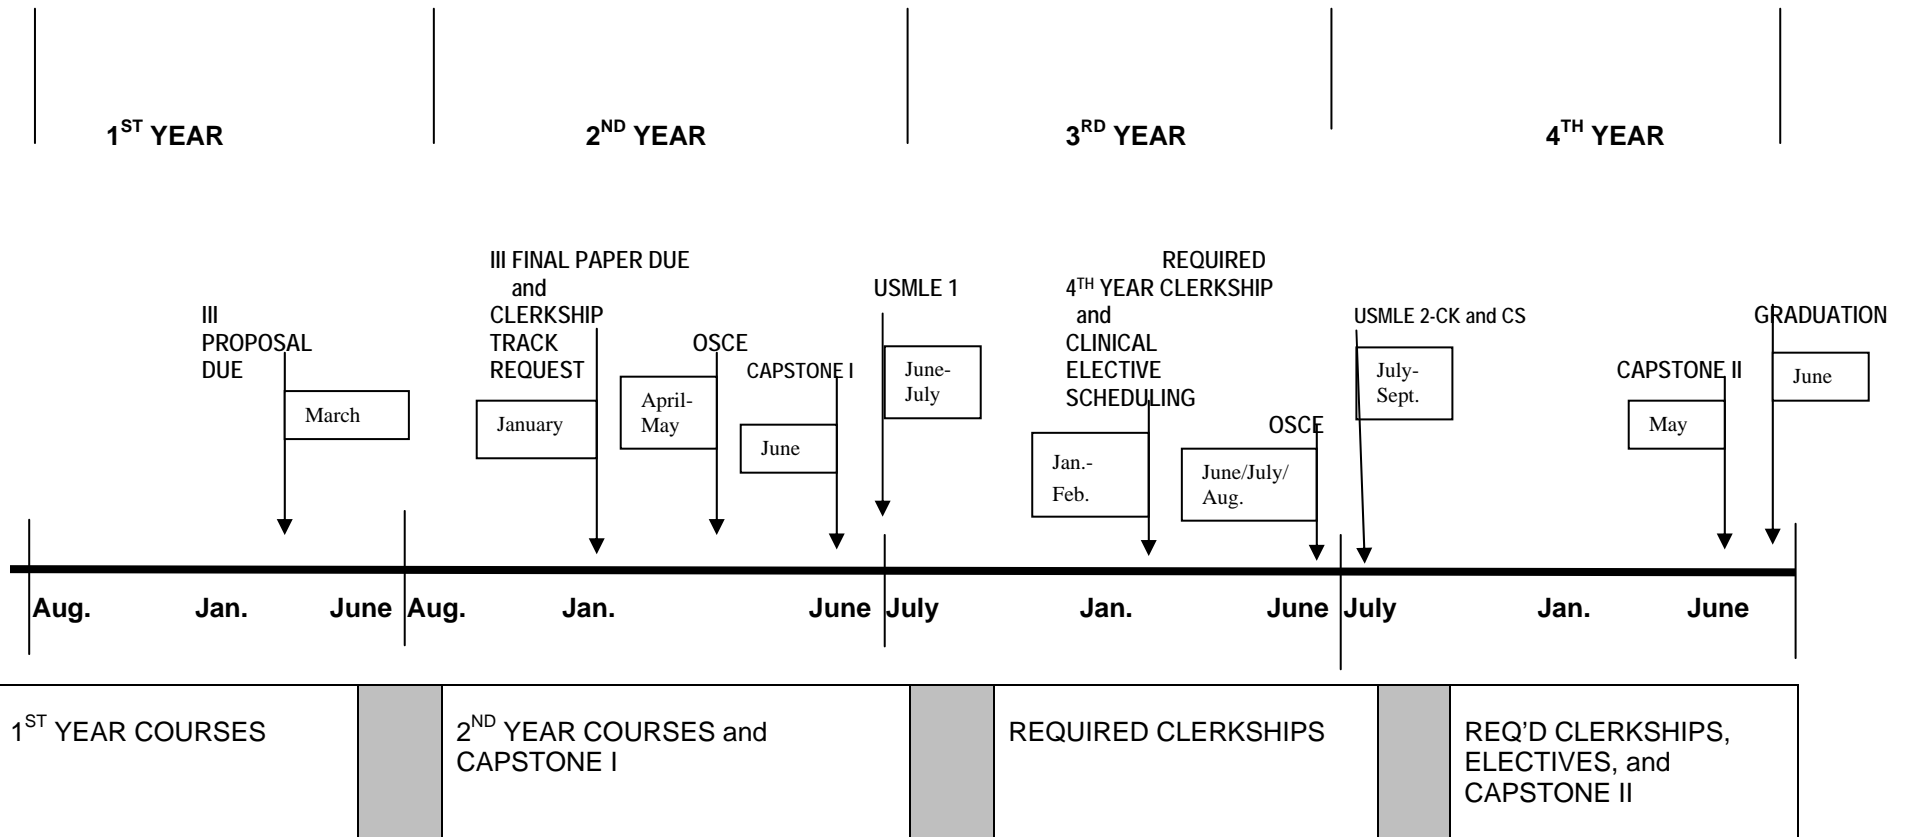 1ST YEAR
2ND YEAR
3RD YEAR
4TH YEAR
III
PROPOSAL
DUE
March
III FINAL PAPER DUE
and
CLERKSHIP
TRACK
REQUEST
January
OSCE
April-
May
CAPSTONE I
June
USMLE 1
June-
July
REQUIRED
4TH YEAR CLERKSHIP
and
CLINICAL
ELECTIVE
SCHEDULING
Jan.-
Feb.
OSCE
June/July/
Aug.
USMLE 2-CK and CS
July-
Sept.
CAPSTONE II
May
GRADUATION
June
Aug. Jan. June Aug. Jan. June July Jan. June July Jan. June
1ST YEAR COURSES
2ND YEAR COURSES and
CAPSTONE I
REQUIRED CLERKSHIPS
REQ’D CLERKSHIPS,
ELECTIVES, and
CAPSTONE II